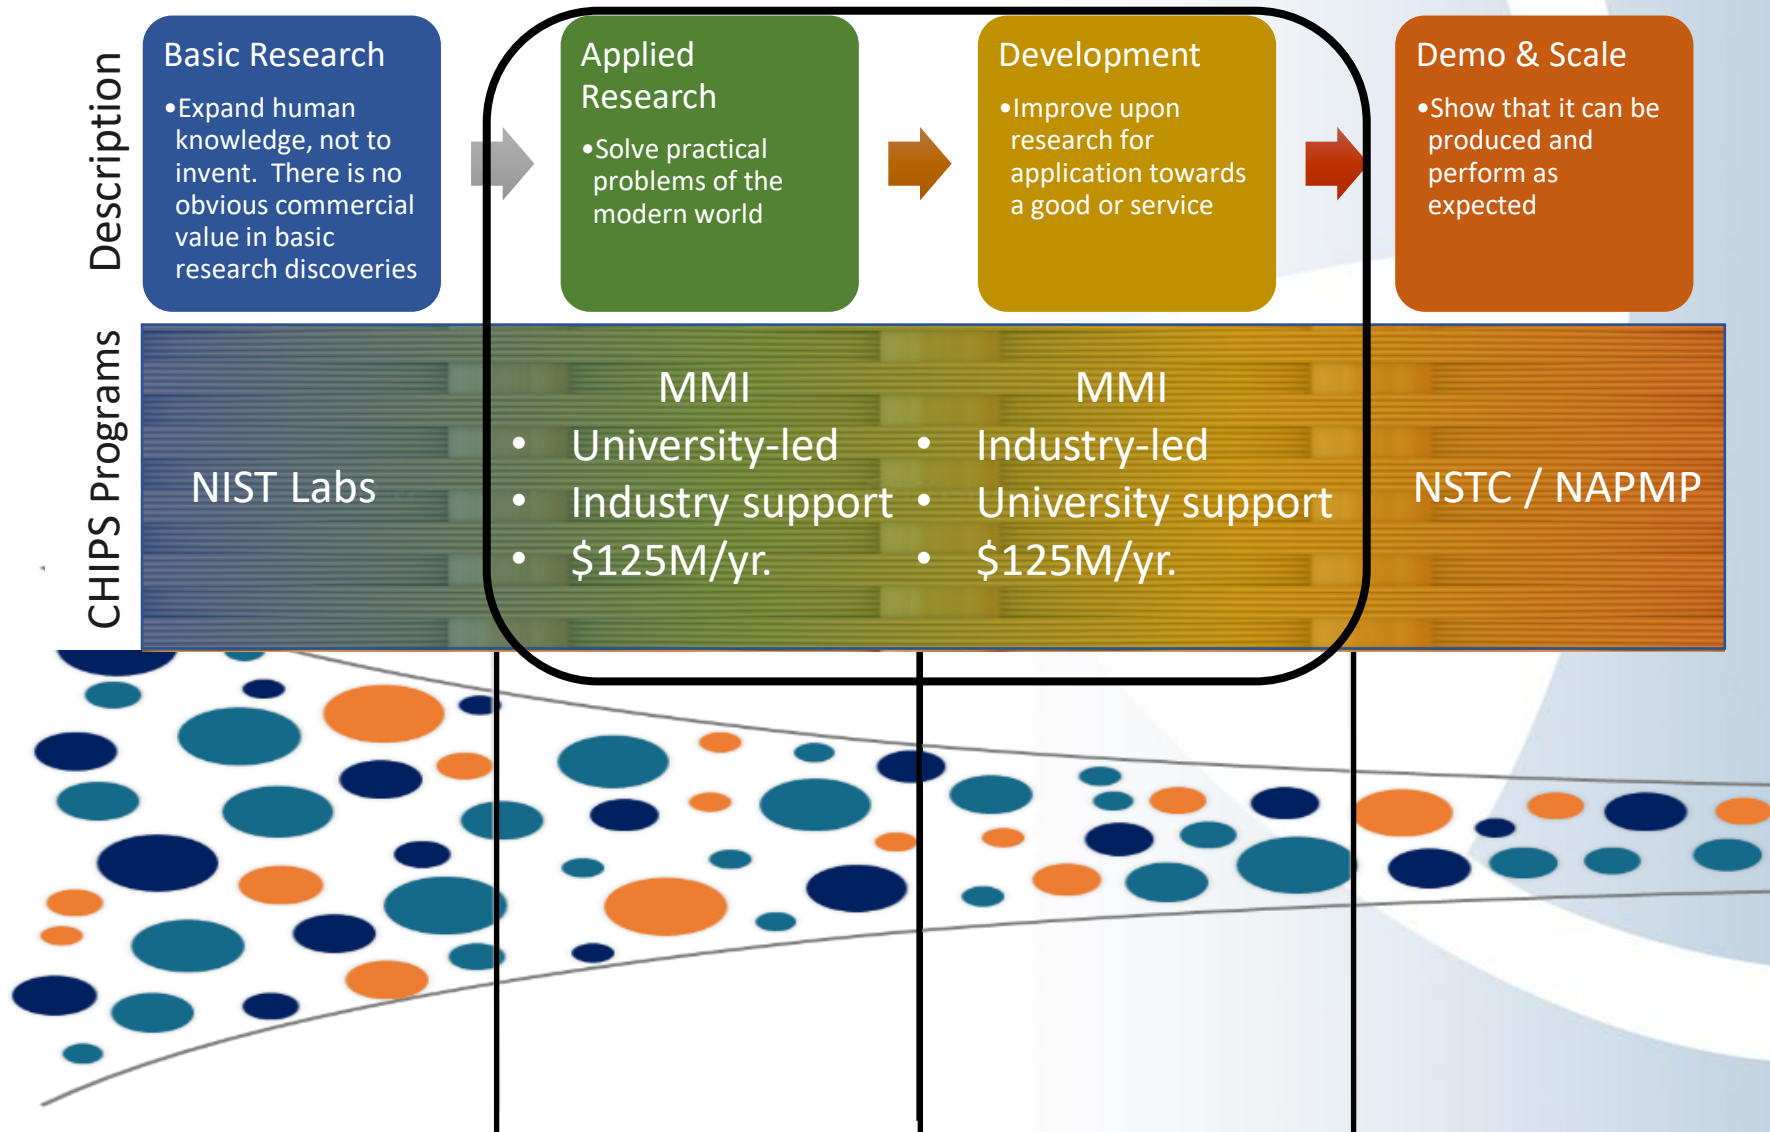 Description
Basic Research
•Expand human
knowledge, not to
invent.  There is no
obvious commercial
value in basic
research discoveries
Applied
Research
•Solve practical
problems of the
modern world
Development
•Improve upon
research for
application towards
a good or service
Demo & Scale
•Show that it can be
produced and
perform as
expected
CHIPS Programs
NIST Labs
MMI
• University-led
• Industry support
• $125M/yr.
MMI
• Industry-led
• University support
• $125M/yr.
NSTC / NAPMP